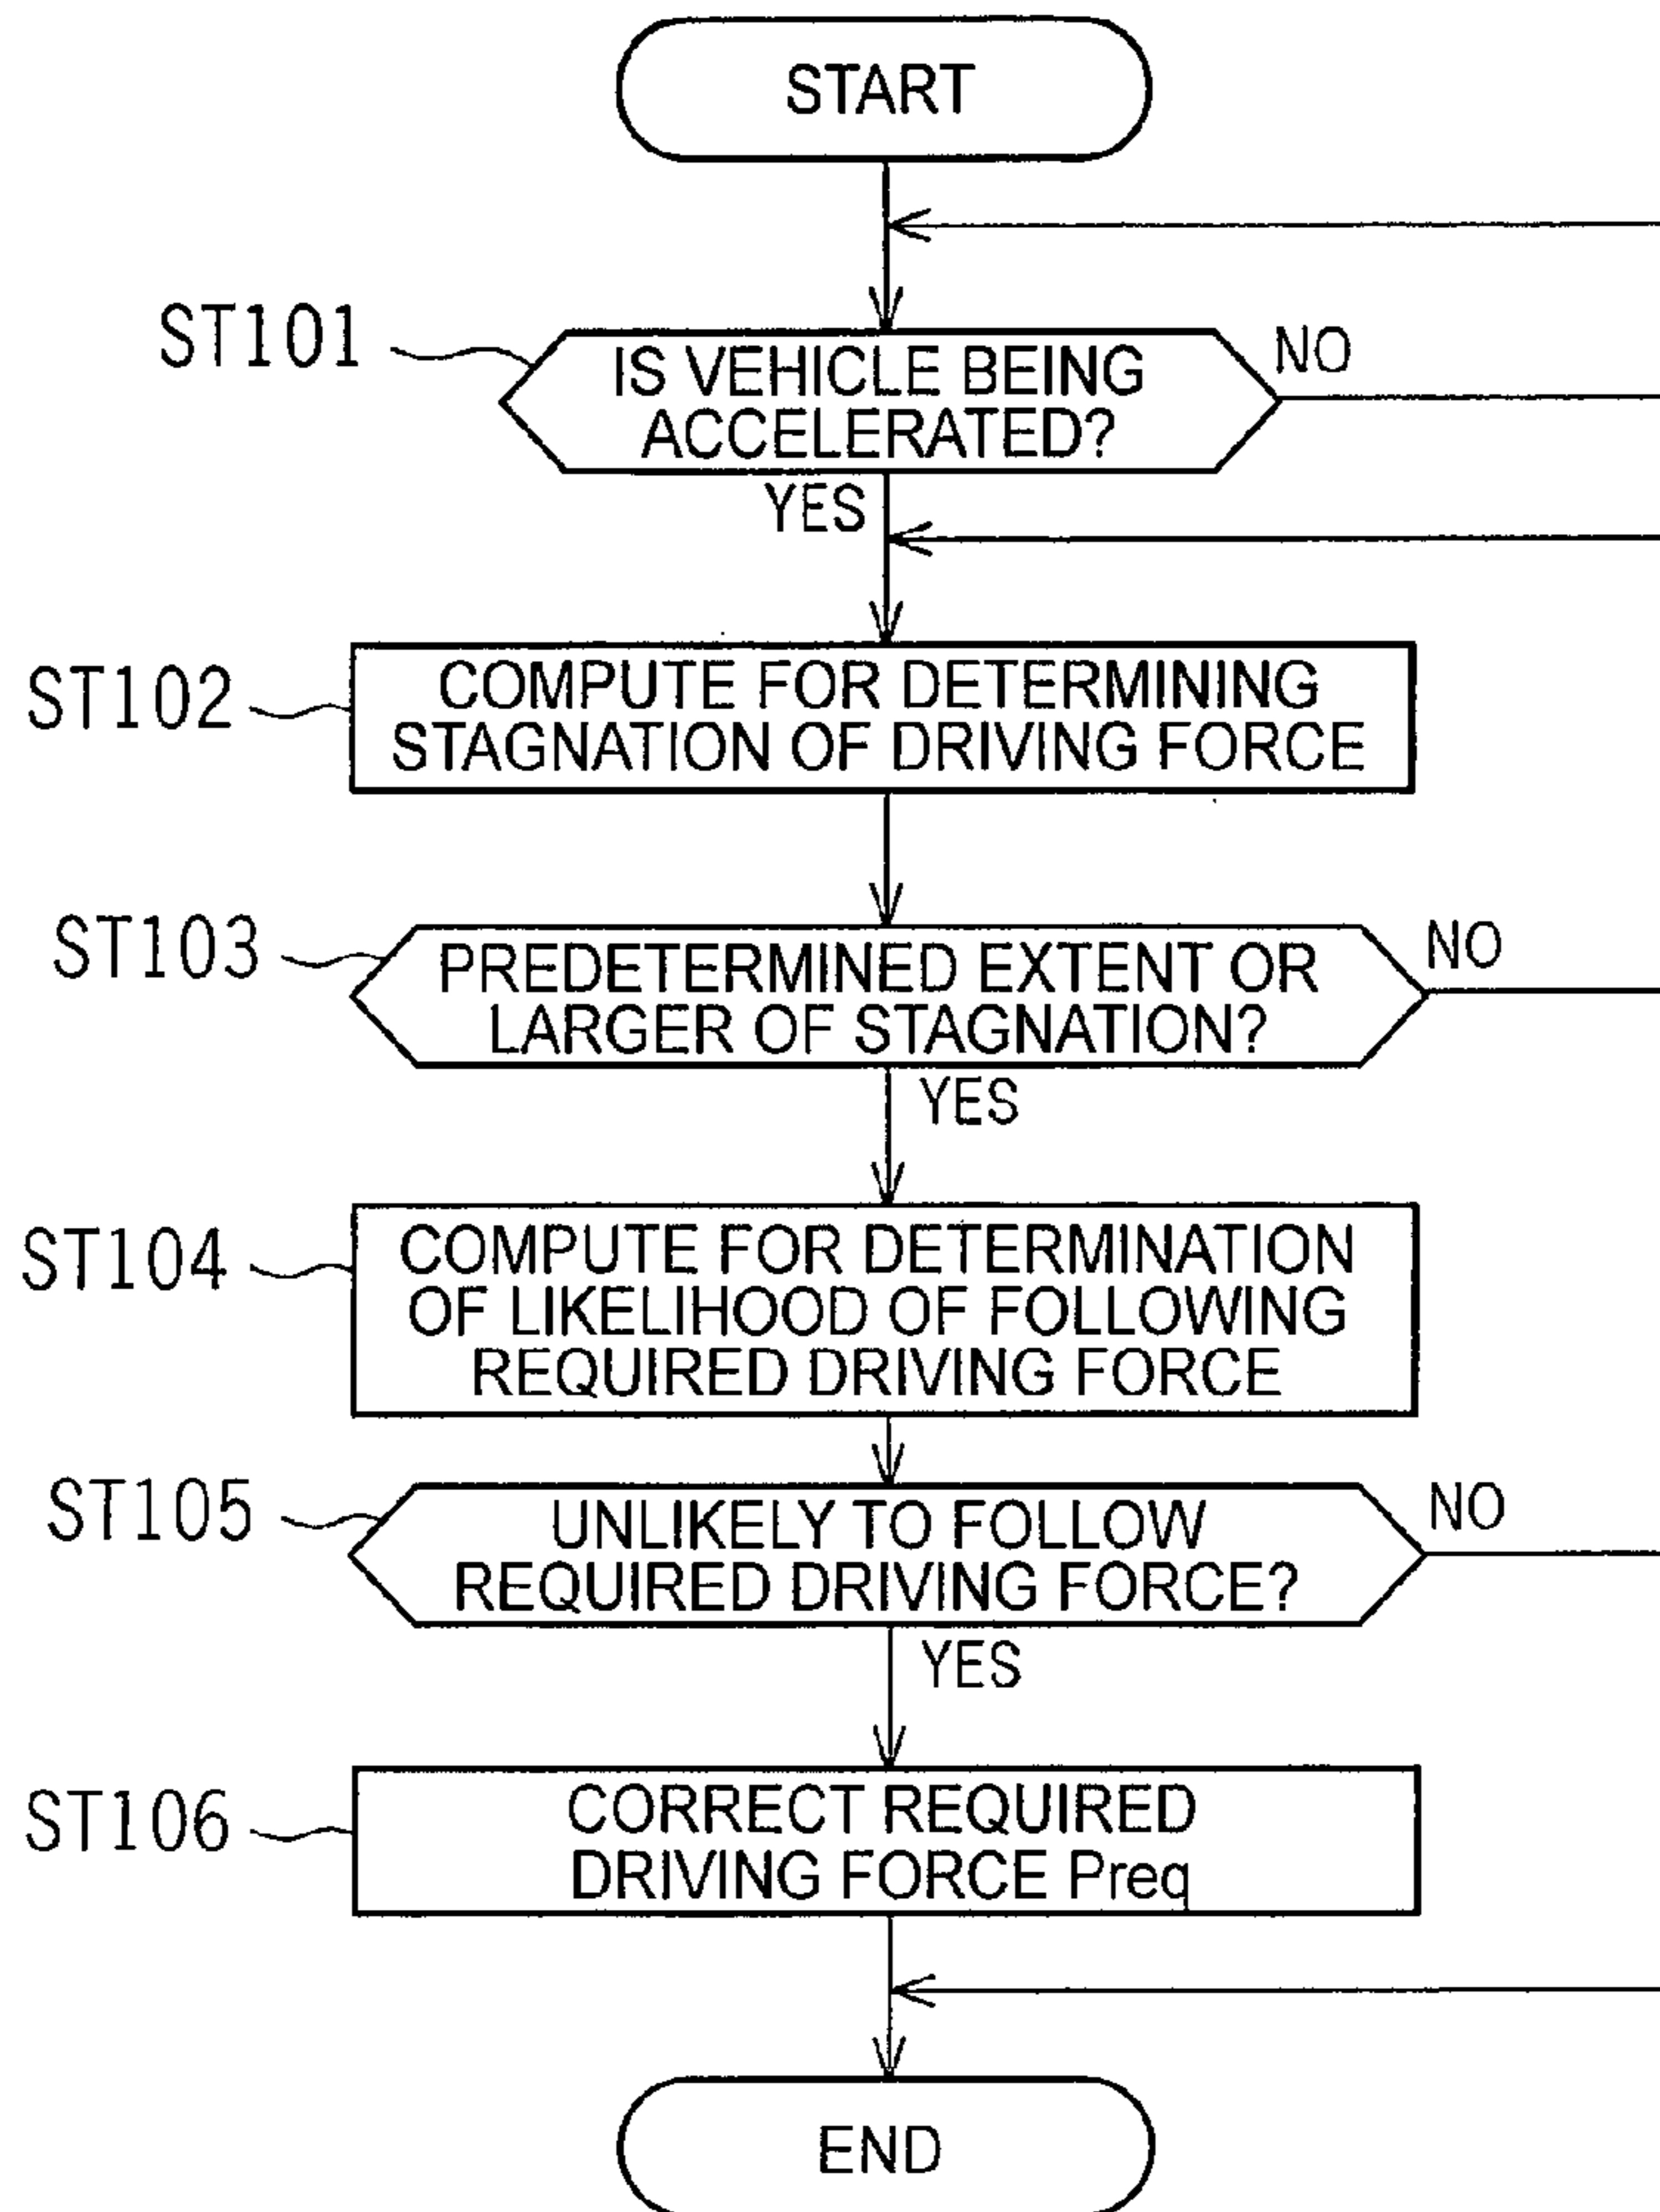 START
ST101
IS VEHICLE BEING
ACCELERATED?
NO
YES
ST102
COMPUTE FOR DETERMINING
STAGNATION OF DRIVING FORCE
ST103
PREDETERMINED EXTENT OR
LARGER OF STAGNATION?
NO
YES
ST104
COMPUTE FOR DETERMINATION
OF LIKELIHOOD OF FOLLOWING
REQUIRED DRIVING FORCE
ST105
UNLIKELY TO FOLLOW
REQUIRED DRIVING FORCE?
NO
YES
ST106
CORRECT REQUIRED
DRIVING FORCE Preq
END